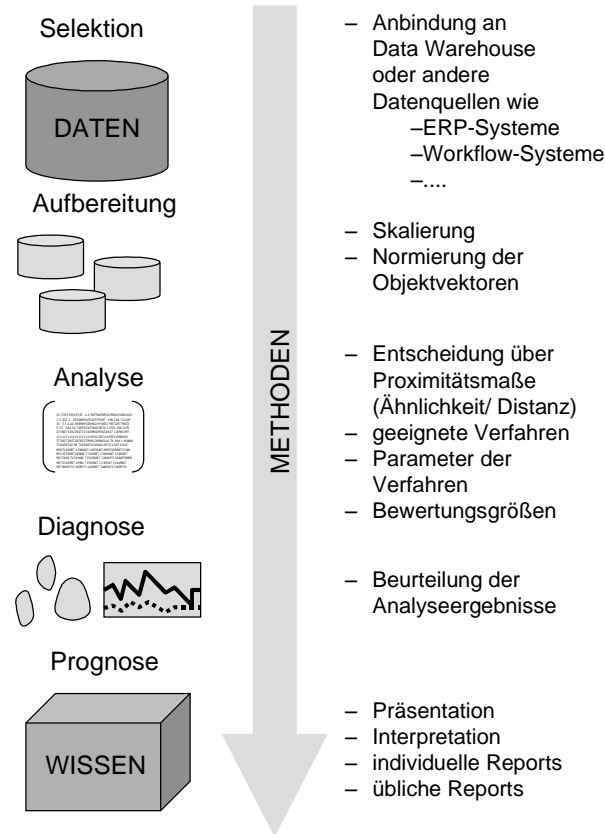 Selektion
DATEN
– Anbindung an
Data Warehouse
oder andere
Datenquellen wie
–ERP-Systeme
–Workflow-Systeme
–....
Aufbereitung
– Skalierung
– Normierung der
Objektvektoren
METHODEN
Analyse
– Entscheidung über
Proximitätsmaße
(Ähnlichkeit/ Distanz)
– geeignete Verfahren
– Parameter der
Verfahren
– Bewertungsgrößen
Diagnose
– Beurteilung der
Analyseergebnisse
Prognose
WISSEN
– Präsentation
– Interpretation
– individuelle Reports
– übliche Reports